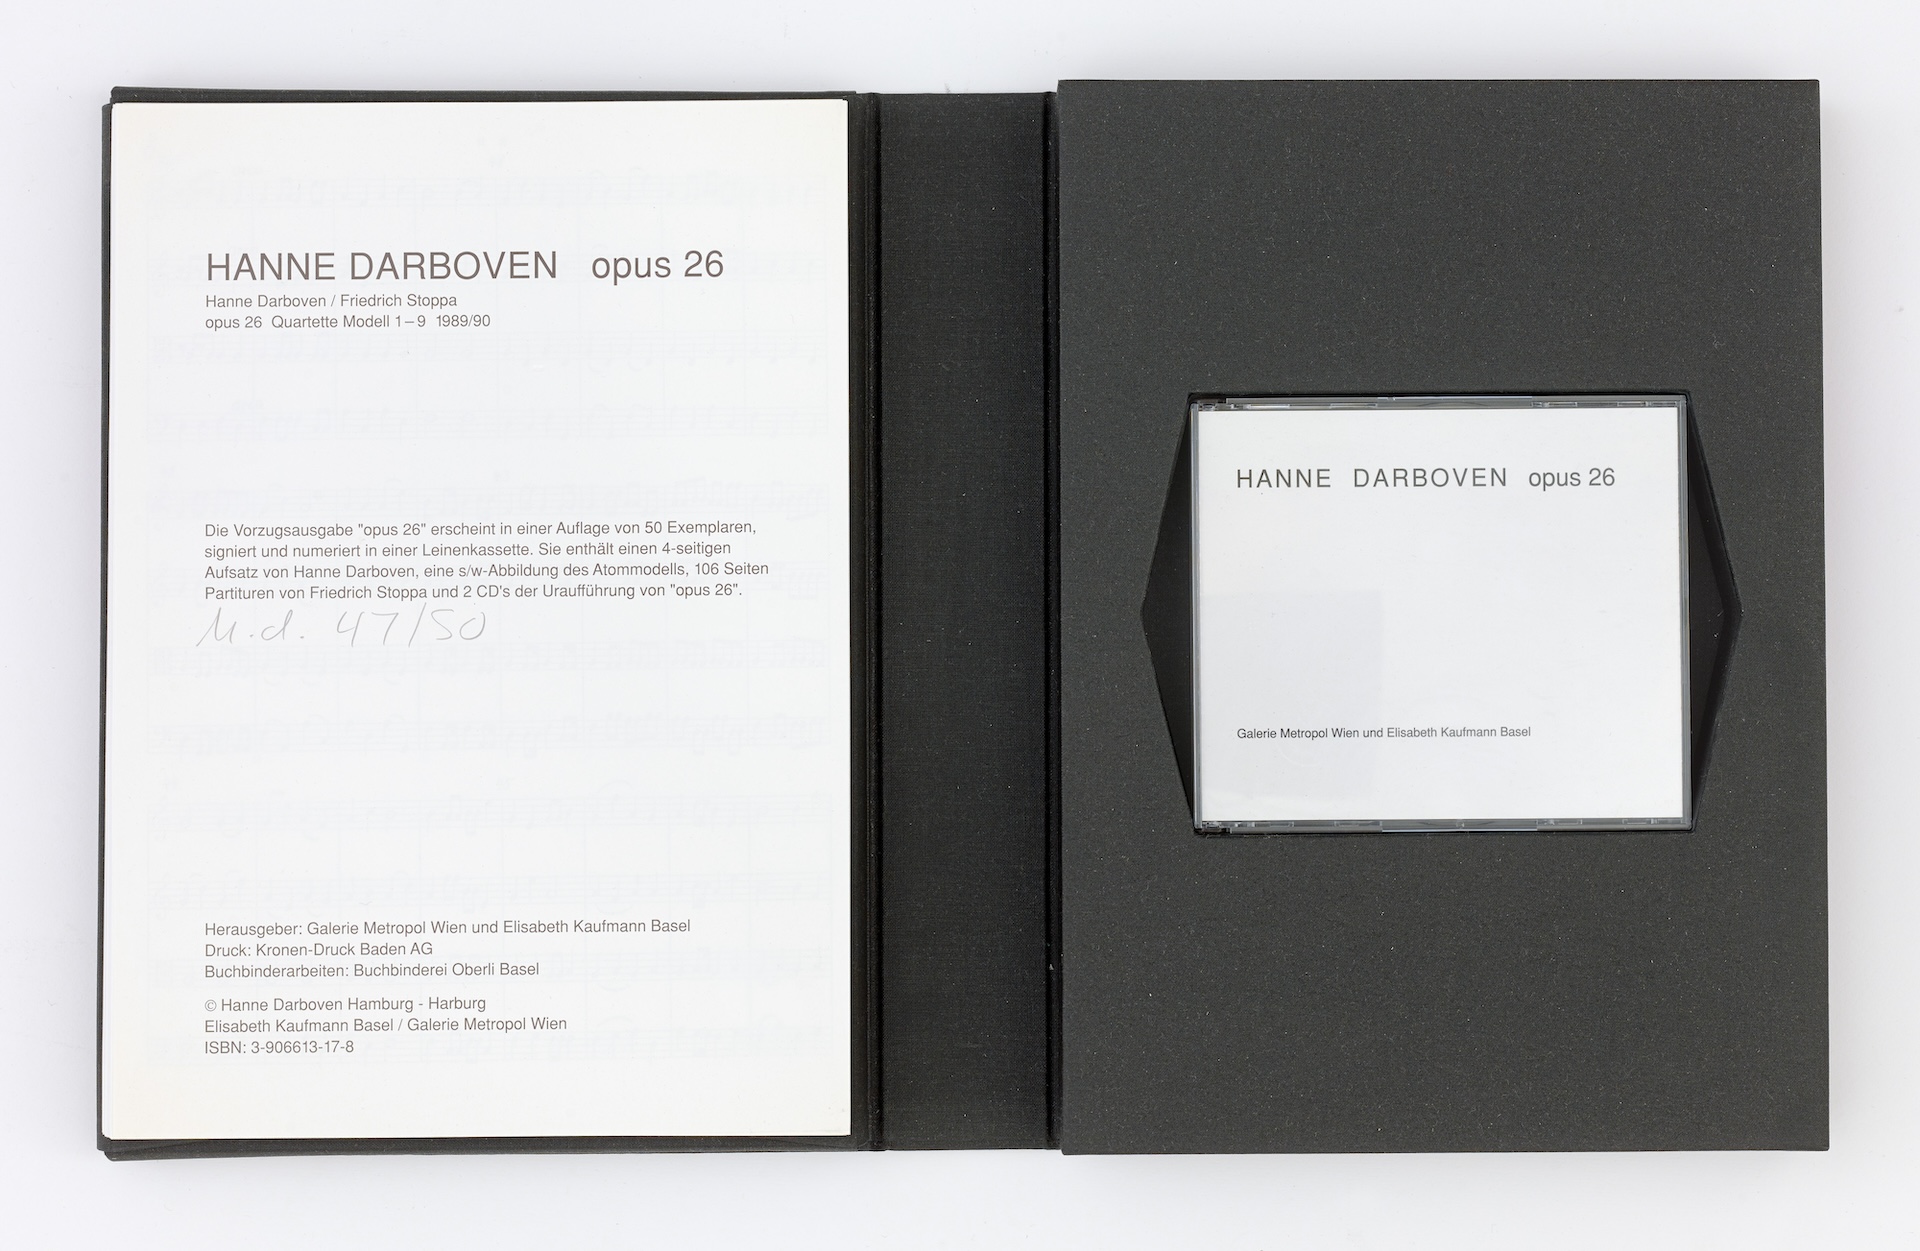 HANNE DARBOVEN opus 26
Hanne Darboven / Friedrich Stoppa
opus 26 Quartette Modell 1–9 1989/90
Die Vorzugsausgabe "opus 26" erscheint in einer Auflage von 50 Exemplaren,
signiert und numeriert in einer Leinenkassette. Sie enthält einen 4-seitigen
Aufsatz von Hanne Darboven, eine s/w-Abbildung des Atommodells, 106 Seiten
Partituren von Friedrich Stoppa und 2 CD's der Uraufführung von "opus 26".
47/50
Herausgeber: Galerie Metropol Wien und Elisabeth Kaufmann Basel
Druck: Kronen-Druck Baden AG
Buchbinderarbeiten: Buchbinderei Oberli Basel
© Hanne Darboven Hamburg - Harburg
Elisabeth Kaufmann Basel / Galerie Metropol Wien
ISBN: 3-906613-17-8
HANNE DARBOVEN opus 26
Galerie Metropol Wien und Elisabeth Kaufmann Basel